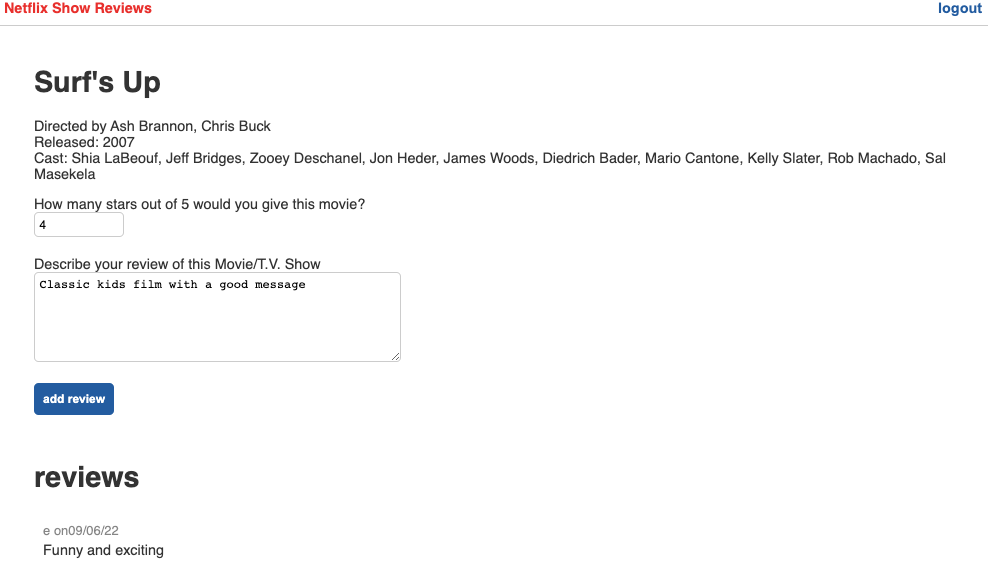 Netflix Show Reviews
logout
Surf's Up
Directed by Ash Brannon, Chris Buck
Released: 2007
Cast: Shia LaBeouf, Jeff Bridges, Zooey Deschanel, Jon Heder, James Woods, Diedrich Bader, Mario Cantone, Kelly Slater, Rob Machado, Sal
Masekela
How many stars out of 5 would you give this movie?
4
Describe your review of this Movie/T.V. Show
Classic kids film with a good message
add review
reviews
e on09/06/22
Funny and exciting